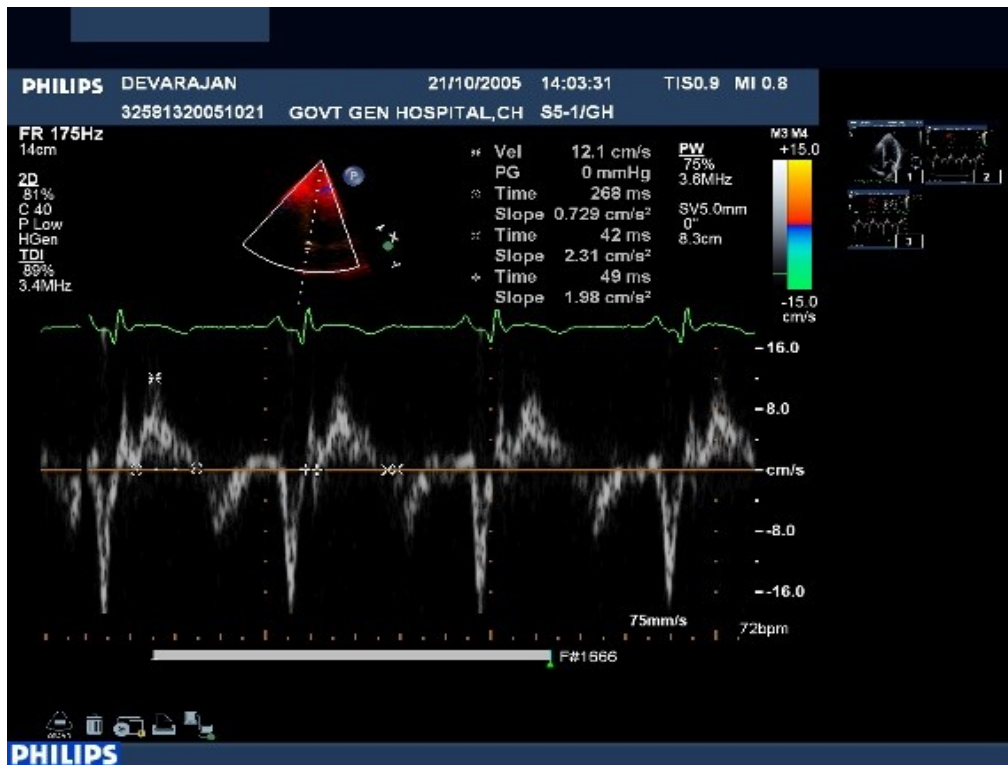 PHILIPS
DEVARAJAN 21/10/2005 14:03:31 TIS0.9 MI 0.8
32581320051021 GOVT GEN HOSPITAL,CH S5-1/GH
FR 175Hz
14cm
2D
81%
C 40
P Low
HGen
TDI
89%
3.4MHz
P
Vel 12.1 cm/s
PG 0 mmHg
Time 268 ms
Slope 0.729 cm/s²
Time 42 ms
Slope 2.31 cm/s²
Time 49 ms
Slope 1.98 cm/s²
PW
75%
3.6MHz
SV5.0mm
0°
8.3cm
M3 M4
+15.0
-15.0
cm/s
1
2
3
16.0
8.0
cm/s
-8.0
-16.0
75mm/s
72bpm
F#1666
PHILIPS